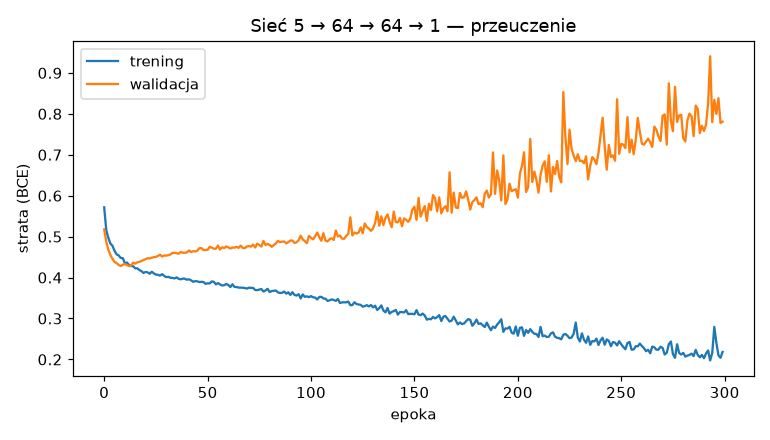 Sieć 5 → 64 → 64 → 1 — przeuczenie
trening
walidacja
strata (BCE)
0.9
0.8
0.7
0.6
0.5
0.4
0.3
0.2
0 50 100 150 200 250 300
epoka